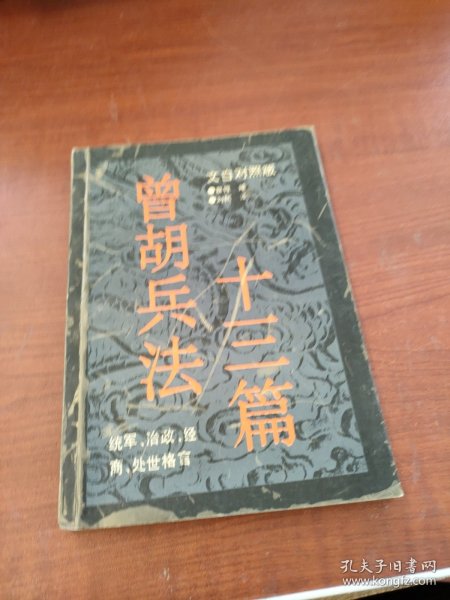 文白对照版
曾胡兵法
十三篇
统军、治政、经
商、处世格言
孔夫子旧书网
www.kongfz.com